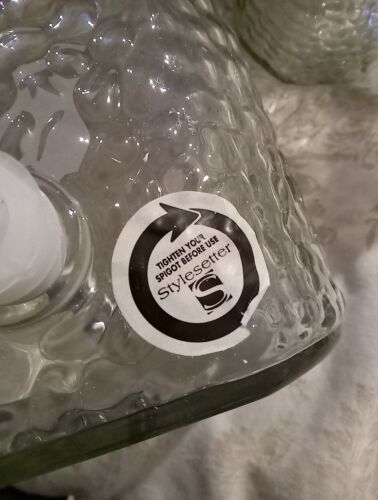 TIGHTEN YOUR
SPIGOT BEFORE USE
Stylesetter
S